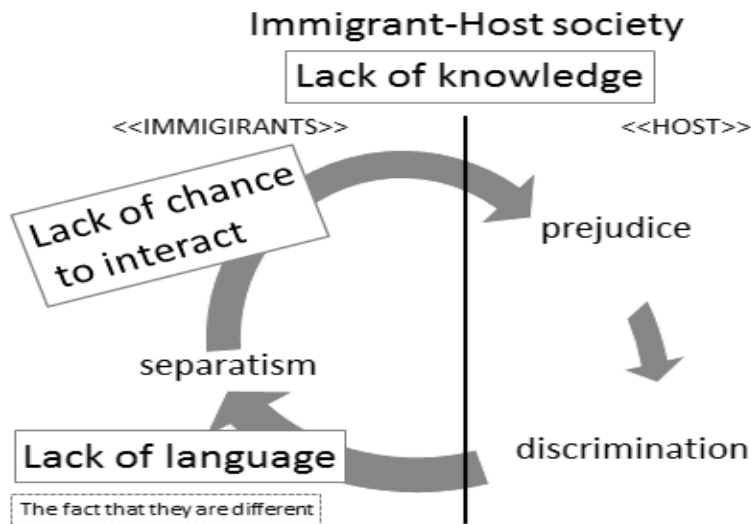 Immigrant-Host society
Lack of knowledge
<<IMMIGIRANTS>>
<<HOST>>
Lack of chance
to interact
prejudice
separatism
discrimination
Lack of language
The fact that they are different